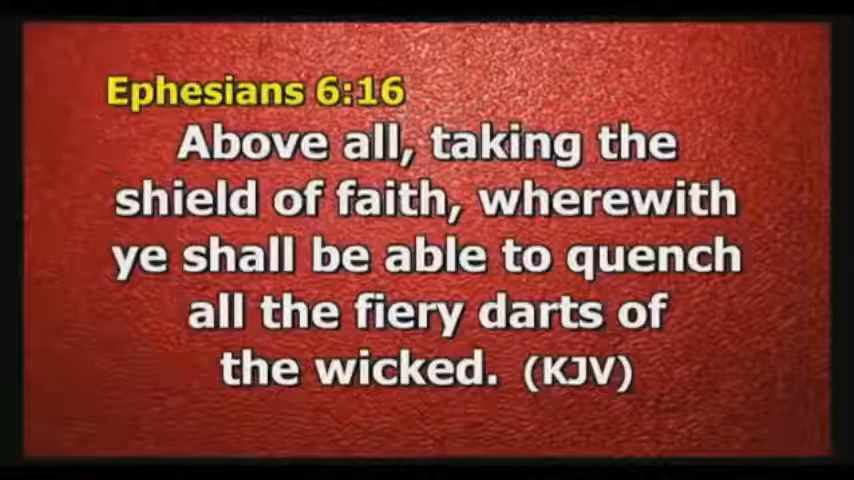 Ephesians 6:16
Above all, taking the
shield of faith, wherewith
ye shall be able to quench
all the fiery darts of
the wicked. (KJV)